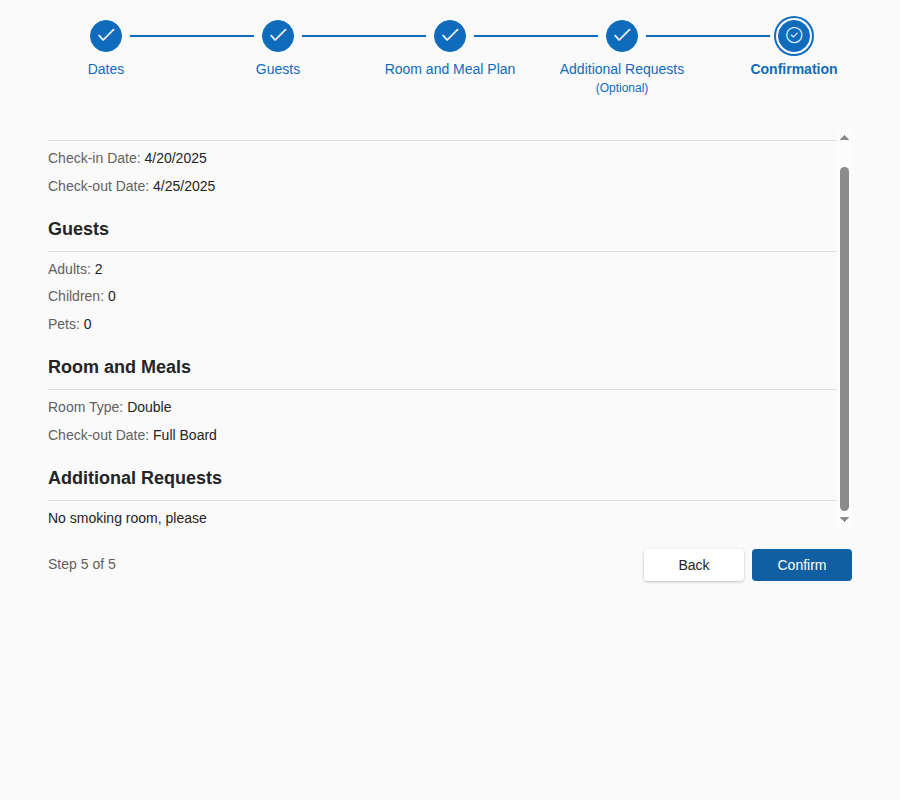 Dates
Guests
Room and Meal Plan
Additional Requests
(Optional)
Confirmation
Check-in Date: 4/20/2025
Check-out Date: 4/25/2025
Guests
Adults: 2
Children: 0
Pets: 0
Room and Meals
Room Type: Double
Check-out Date: Full Board
Additional Requests
No smoking room, please
Step 5 of 5
Back
Confirm